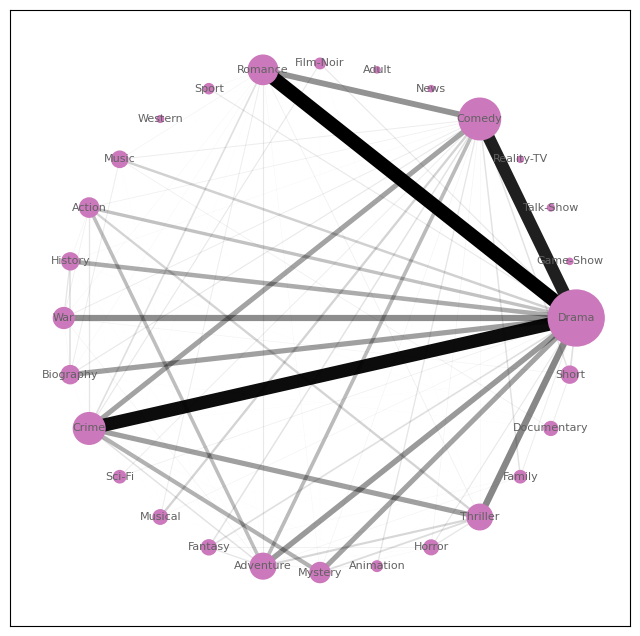 Film-Noir
Romance
Adult
Sport
News
Western
Comedy
Music
Reality-TV
Action
Talk-Show
History
Game-Show
War
Drama
Biography
Short
Crime
Documentary
Sci-Fi
Family
Musical
Thriller
Fantasy
Horror
Adventure
Mystery
Animation